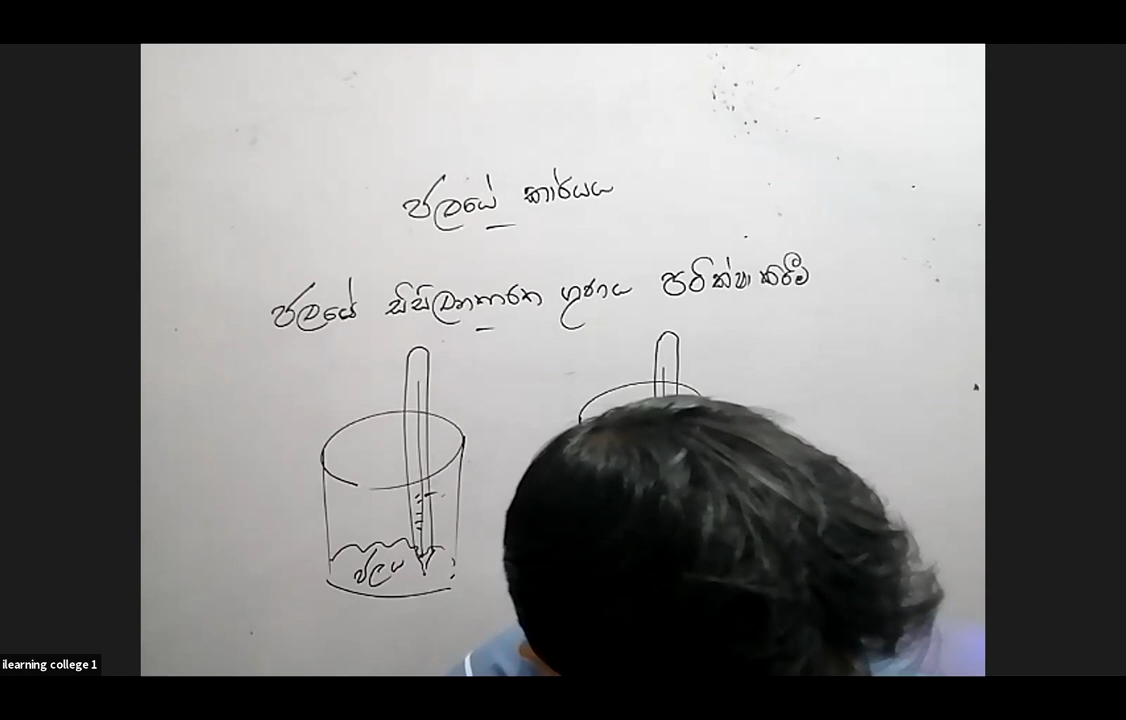 ජලයේ කාර්යය
ජලයේ සිසිලනකාරක ගුණය පරික්ෂා කිරීම
ජලය
ilearning college 1